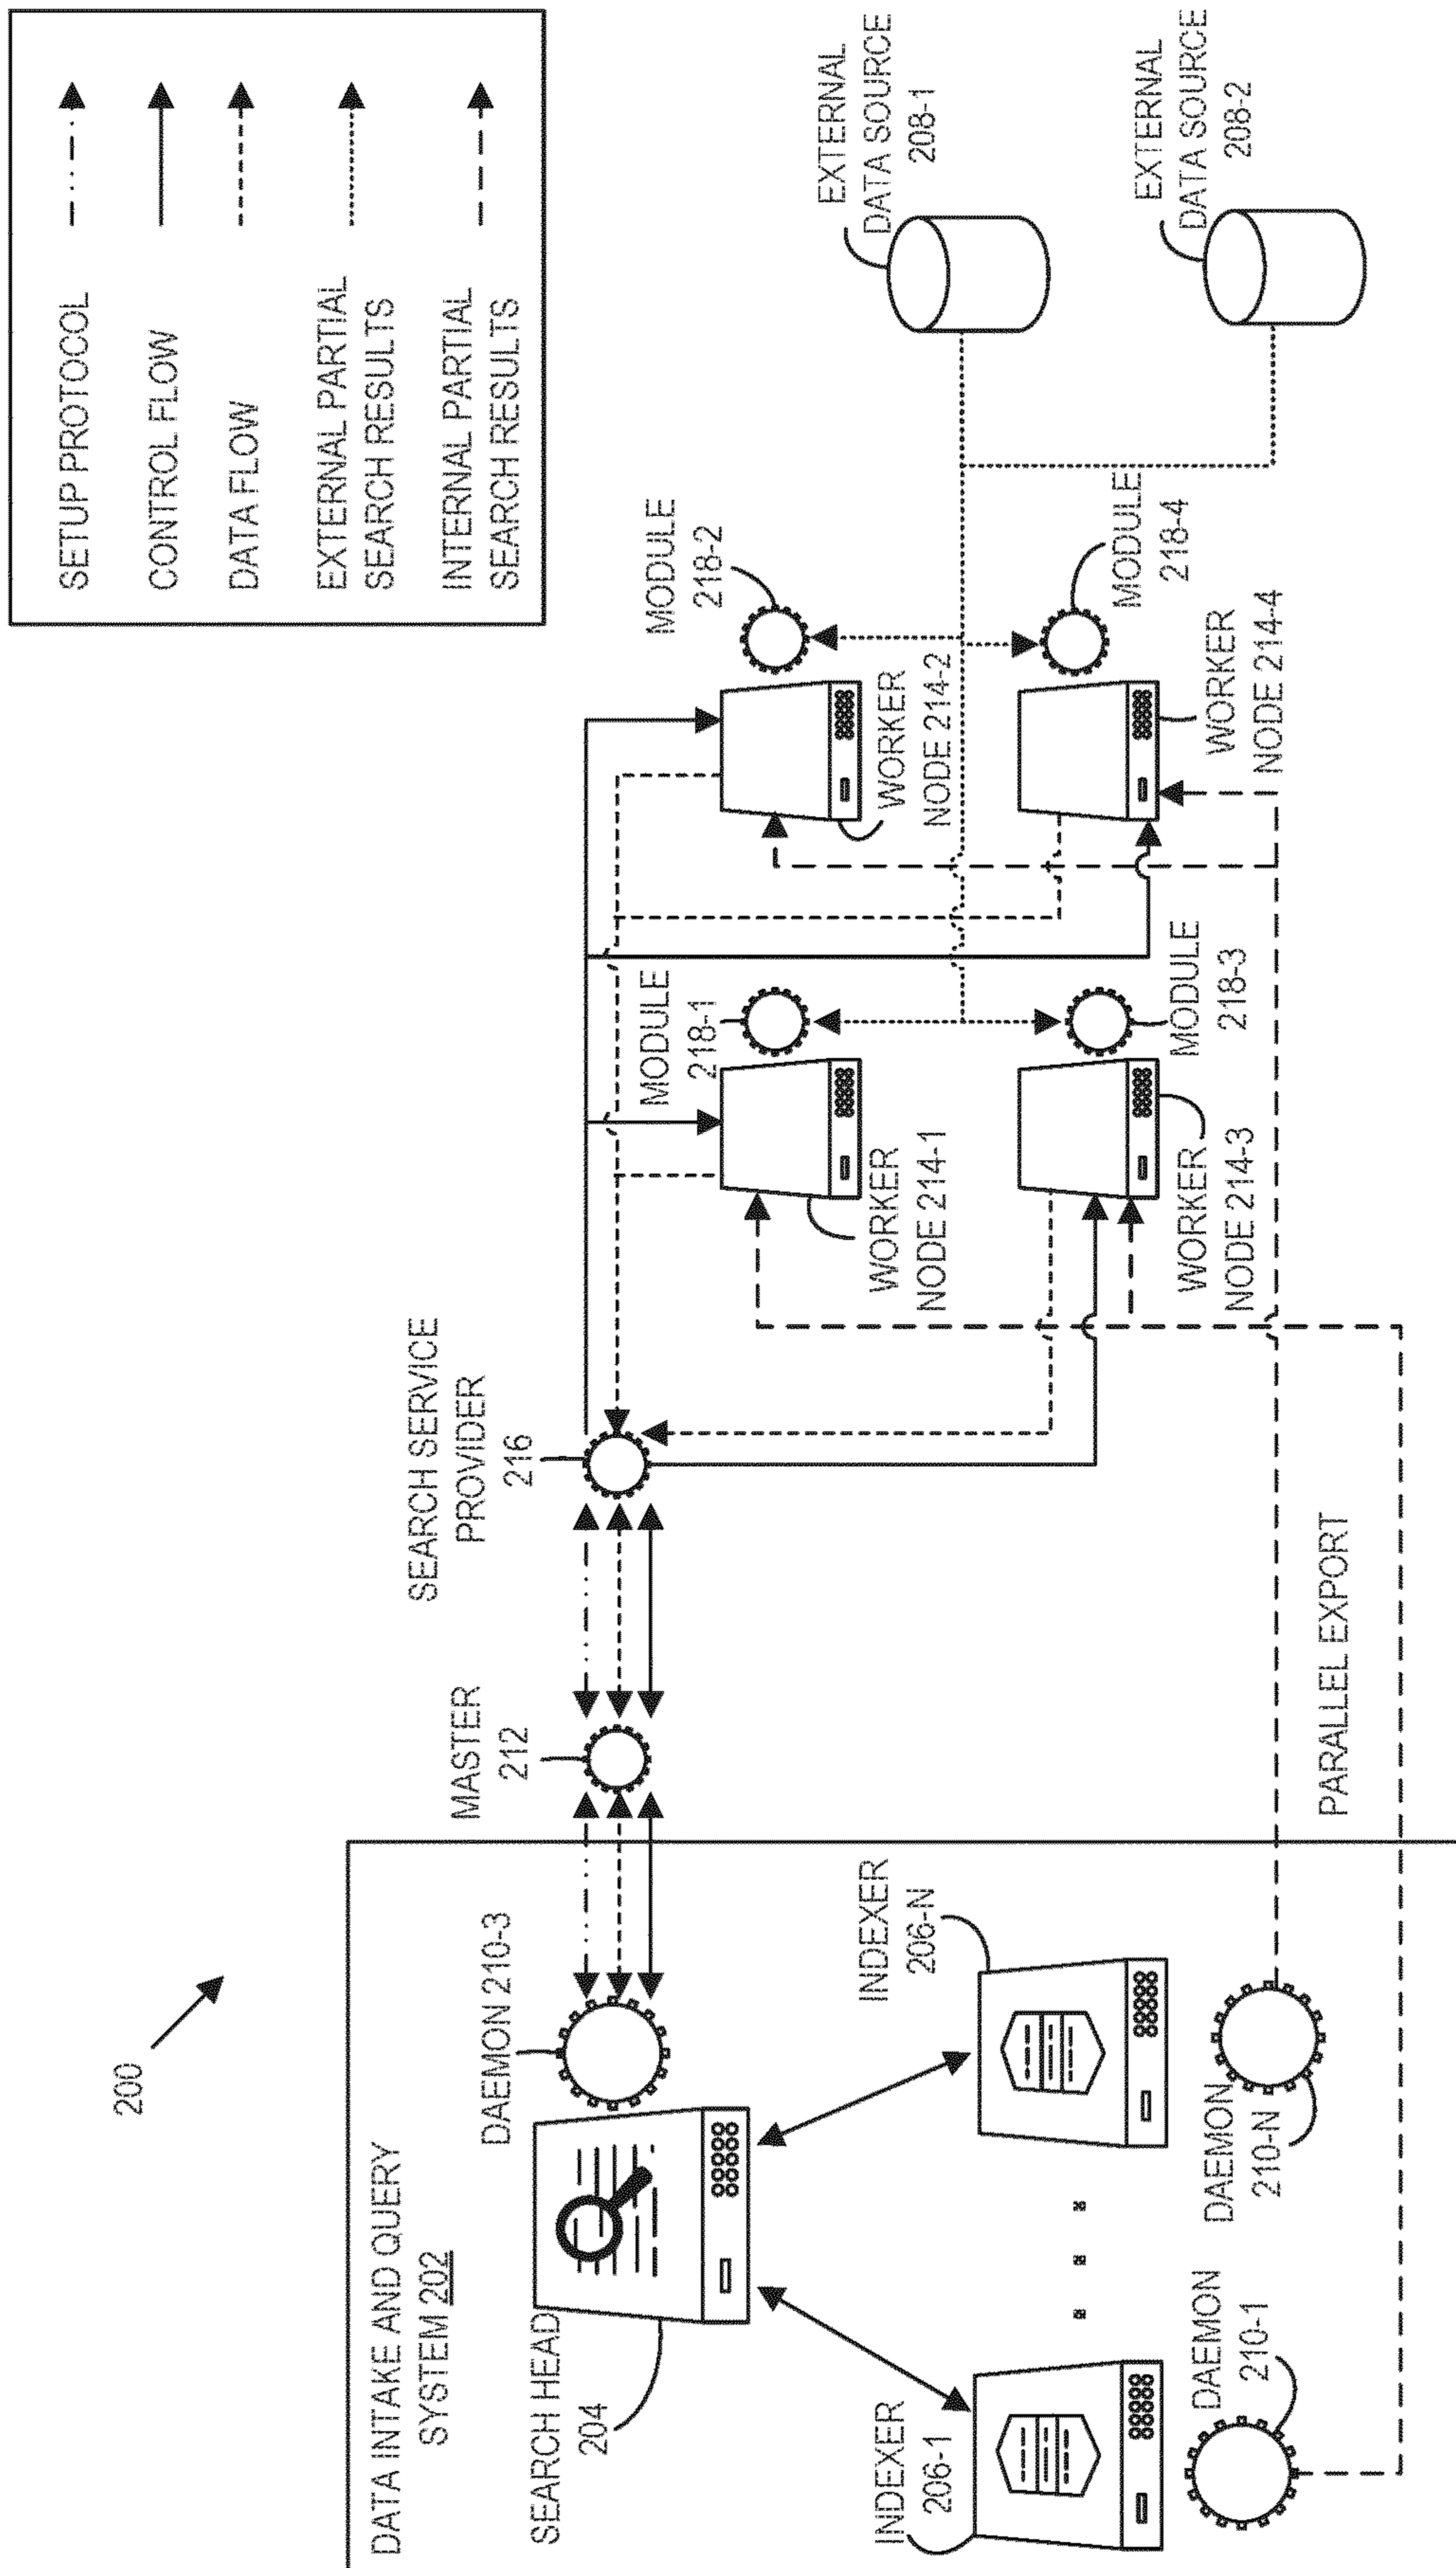 200
DATA INTAKE AND QUERY
SYSTEM 202
SEARCH HEAD
204
DAEMON 210-3
INDEXER
206-1
INDEXER
206-N
DAEMON
210-1
DAEMON
210-N
MASTER
212
SEARCH SERVICE
PROVIDER
216
PARALLEL EXPORT
MODULE
218-1
WORKER
NODE 214-1
MODULE
218-2
WORKER
NODE 214-2
WORKER
NODE 214-3
MODULE
218-3
WORKER
NODE 214-4
MODULE
218-4
EXTERNAL
DATA SOURCE
208-1
EXTERNAL
DATA SOURCE
208-2
SETUP PROTOCOL
CONTROL FLOW
DATA FLOW
EXTERNAL PARTIAL
SEARCH RESULTS
INTERNAL PARTIAL
SEARCH RESULTS